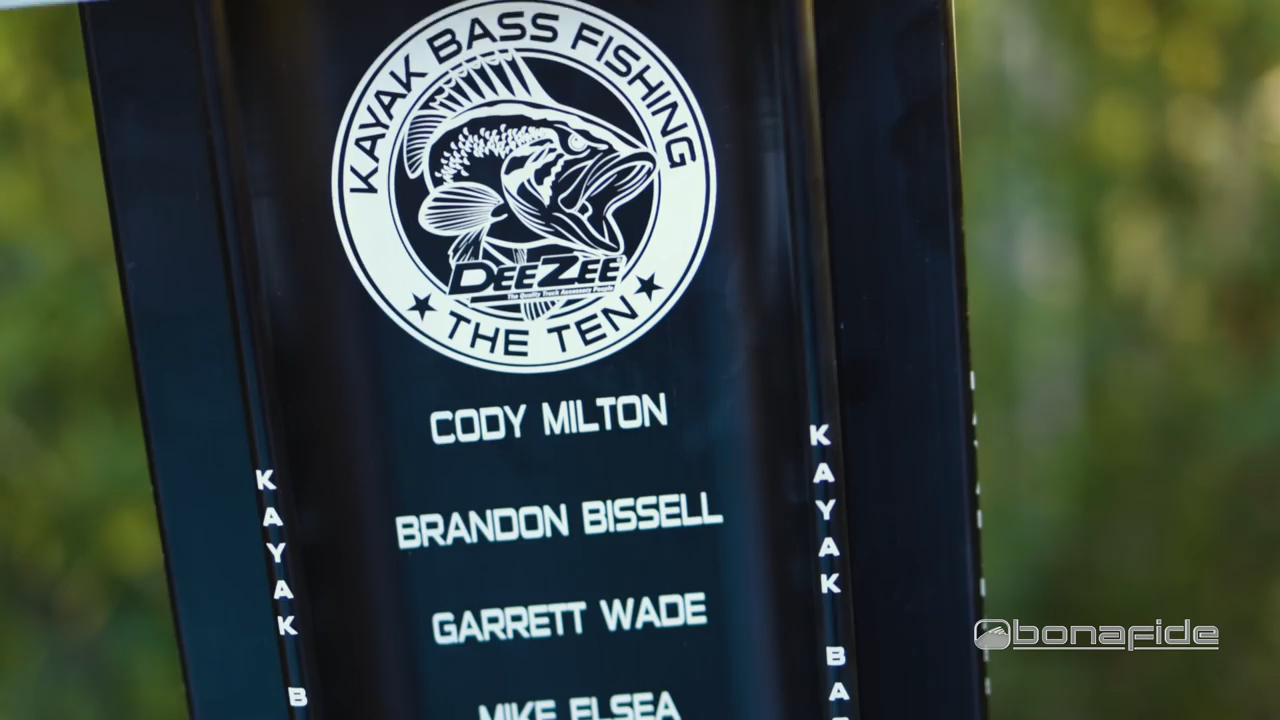 KAYAK BASS FISHING
DEEZEE
The Quality Truck Accessory People
★ THE TEN ★
CODY MILTON
BRANDON BISSELL
GARRETT WADE
MIKE ELSEA
KAYAK B
KAYAK BA
bonafide